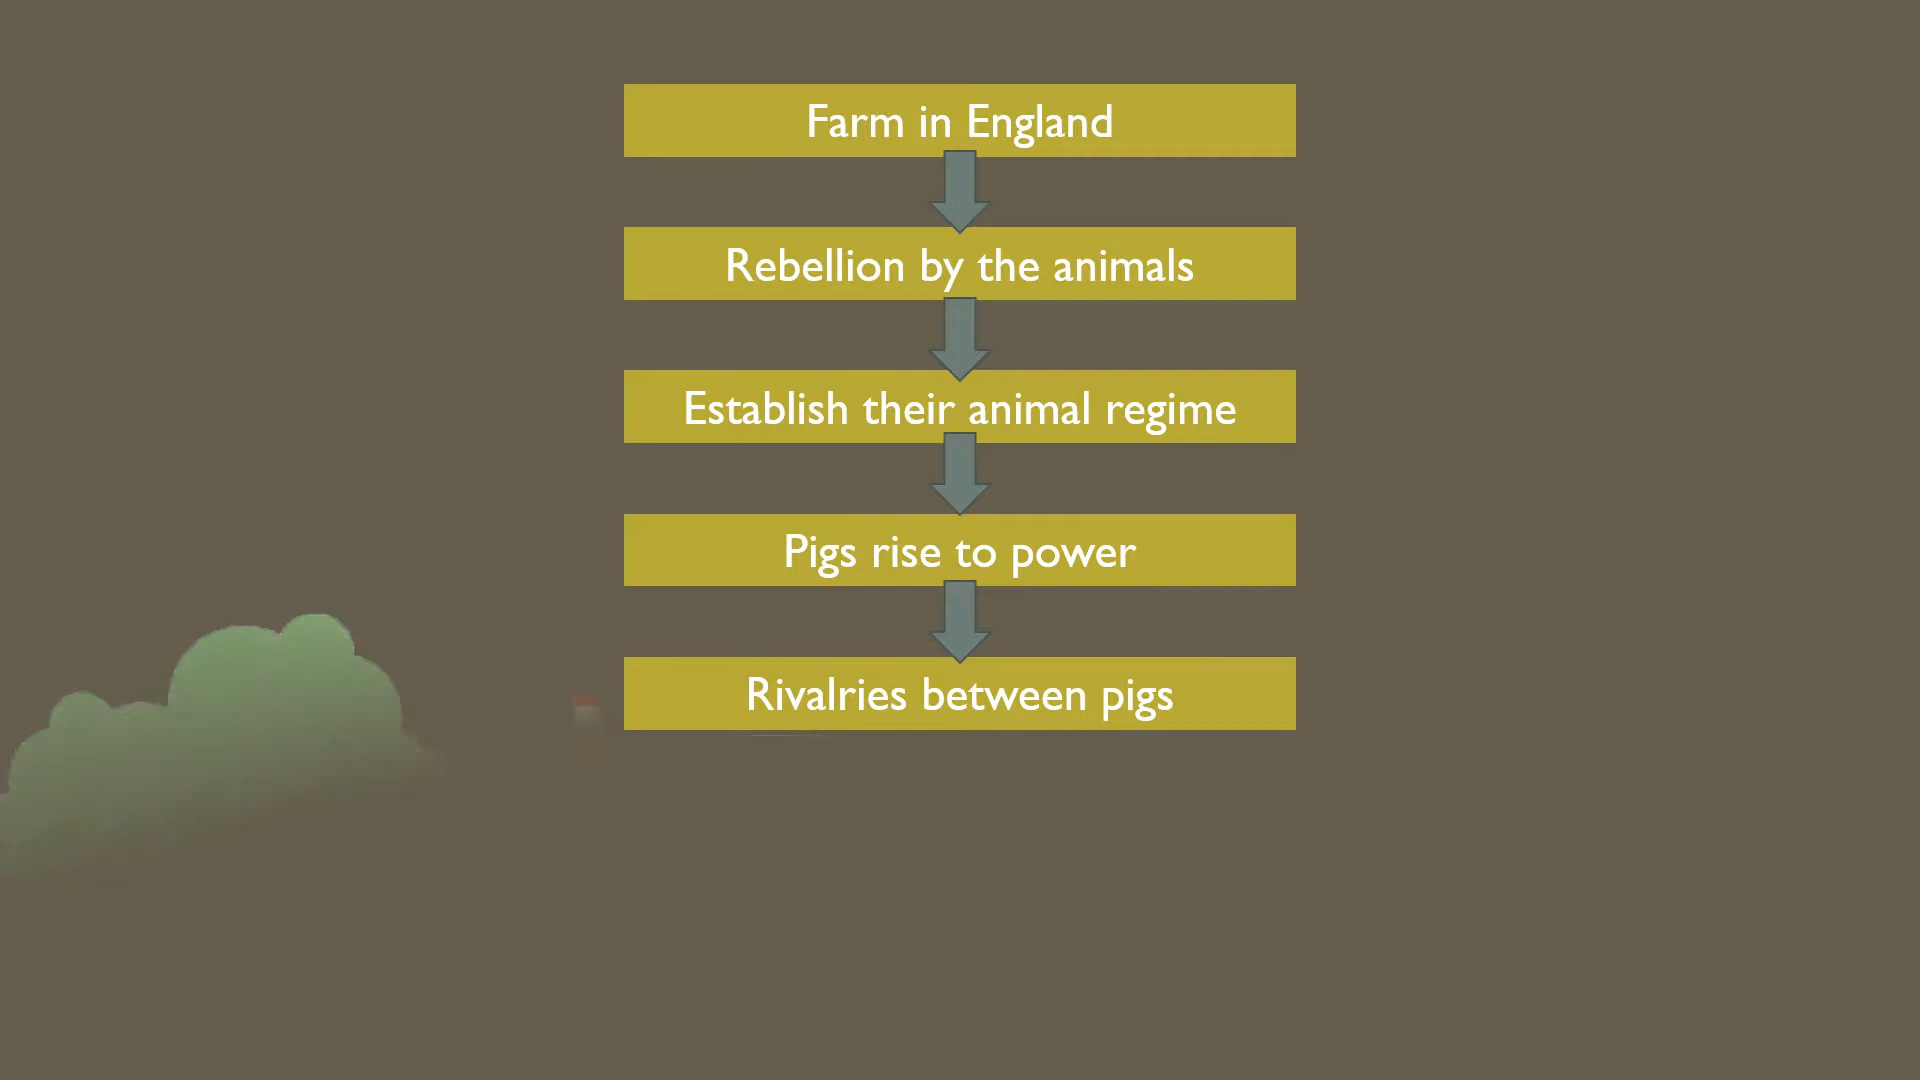 Farm in England
Rebellion by the animals
Establish their animal regime
Pigs rise to power
Rivalries between pigs